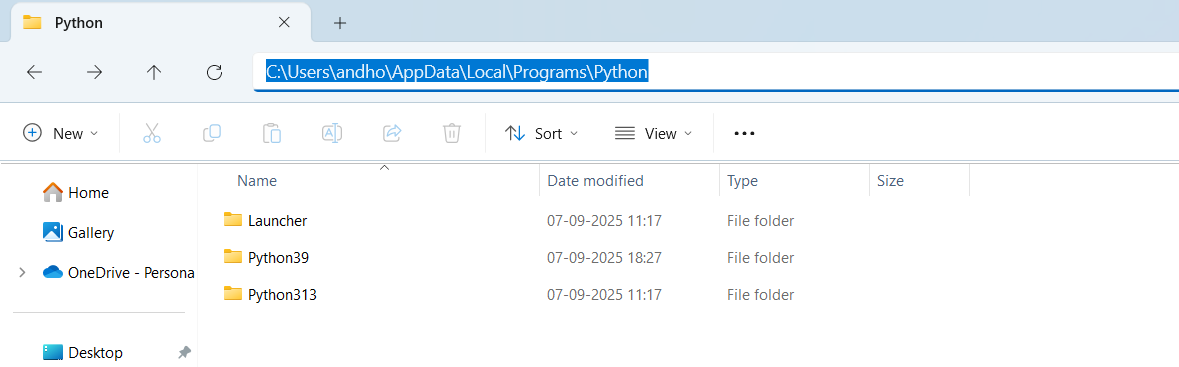 Python
C:\Users\andho\AppData\Local\Programs\Python
New Sort View
Name Date modified Type Size
Home
Gallery
OneDrive - Persona
Desktop
Launcher 07-09-2025 11:17 File folder
Python39 07-09-2025 18:27 File folder
Python313 07-09-2025 11:17 File folder